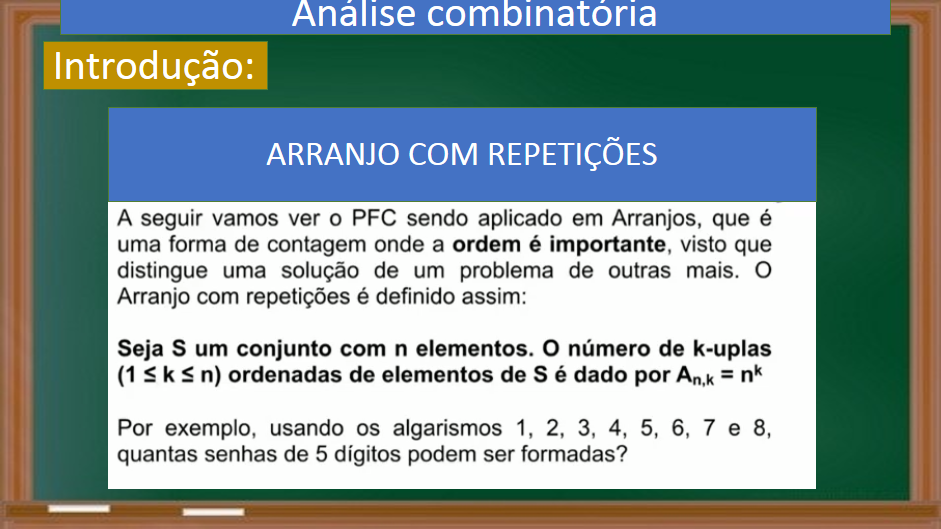 Análise combinatória
Introdução:
ARRANJO COM REPETIÇÕES
A seguir vamos ver o PFC sendo aplicado em Arranjos, que é
uma forma de contagem onde a ordem é importante, visto que
distingue uma solução de um problema de outras mais. O
Arranjo com repetições é definido assim:
Seja S um conjunto com n elementos. O número de k-uplas
(1 ≤ k ≤ n) ordenadas de elementos de S é dado por Aₙ,ₖ = nᵏ
Por exemplo, usando os algarismos 1, 2, 3, 4, 5, 6, 7 e 8,
quantas senhas de 5 dígitos podem ser formadas?